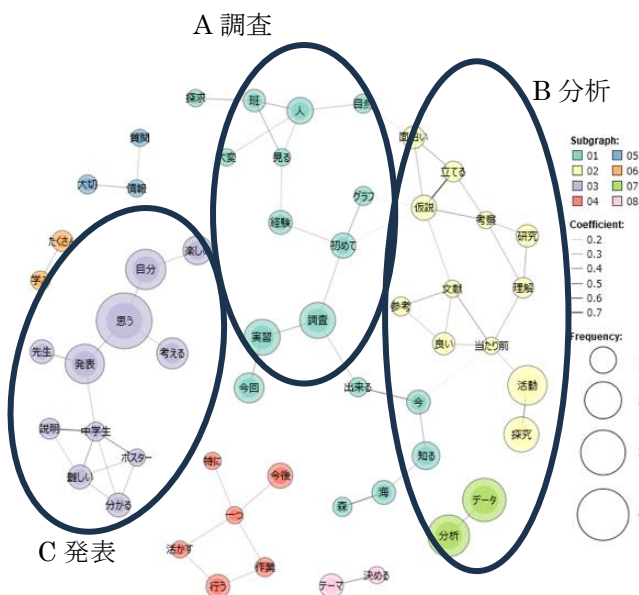 A 調査
B 分析
C 発表
探求
班
人
自然
大変
見る
グラフ
経験
初めて
実習
調査
今回
出来る
今
知る
海
森
面白い
立てる
仮説
考察
研究
理解
文献
参考
良い
当たり前
活動
探究
データ
分析
質問
大切
情報
たくさん
学ぶ
楽しい
自分
思う
先生
発表
考える
説明
中学生
ポスター
難しい
分かる
特に
今後
一つ
活かす
作業
行う
テーマ
決める
Subgraph:
01 05
02 06
03 07
04 08
Coefficient:
0.2
0.3
0.4
0.5
0.6
0.7
Frequency: